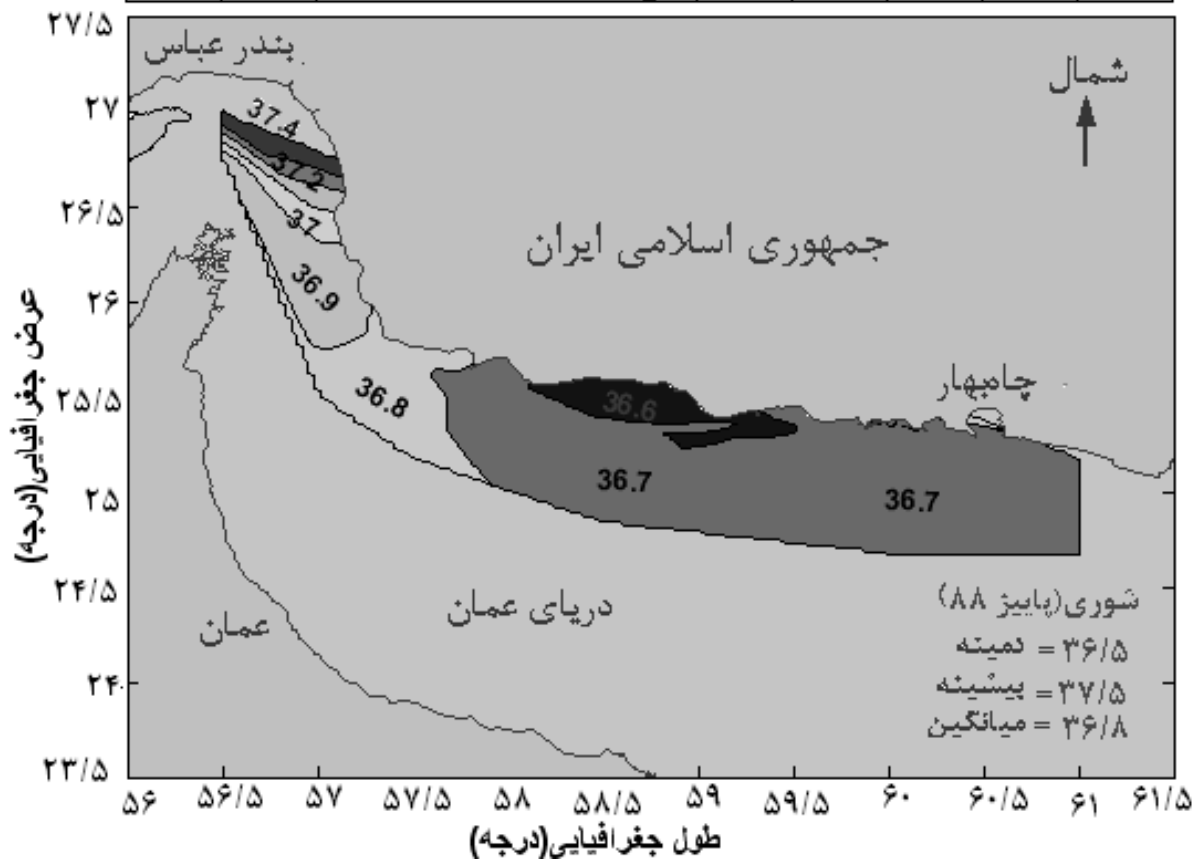 ۲۷/۵
۲۷
۲۶/۵
۲۶
۲۵/۵
۲۵
۲۴/۵
۲۴
۲۳/۵
عرض جغرافیایی(درجه)
بندر عباس
شمال
37.4
37.2
37
36.9
36.8
36.6
36.7
36.7
جمهوری اسلامی ایران
چابهار
دریای عمان
عمان
شوری(پاییز ۸۸)
کمینه = ۳۶/۵
بیشینه = ۳۷/۵
میانگین = ۳۶/۸
۵۶ ۵۶/۵ ۵۷ ۵۷/۵ ۵۸ ۵۸/۵ ۵۹ ۵۹/۵ ۶۰ ۶۰/۵ ۶۱ ۶۱/۵
طول جغرافیایی(درجه)